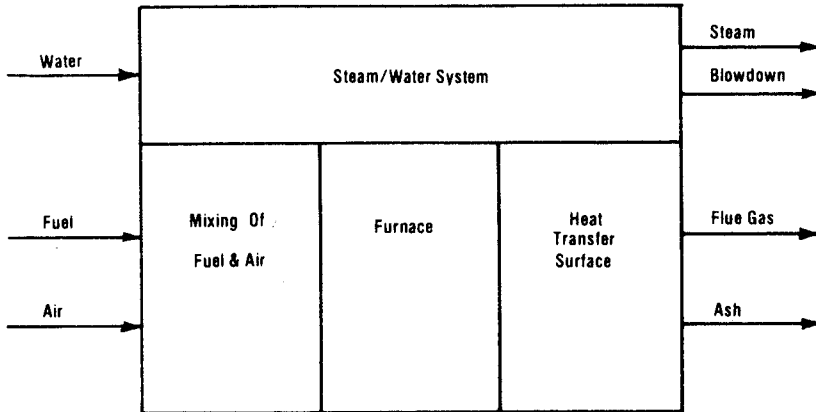 Water
Steam/Water System
Steam
Blowdown
Fuel
Air
Mixing Of
Fuel & Air
Furnace
Heat
Transfer
Surface
Flue Gas
Ash